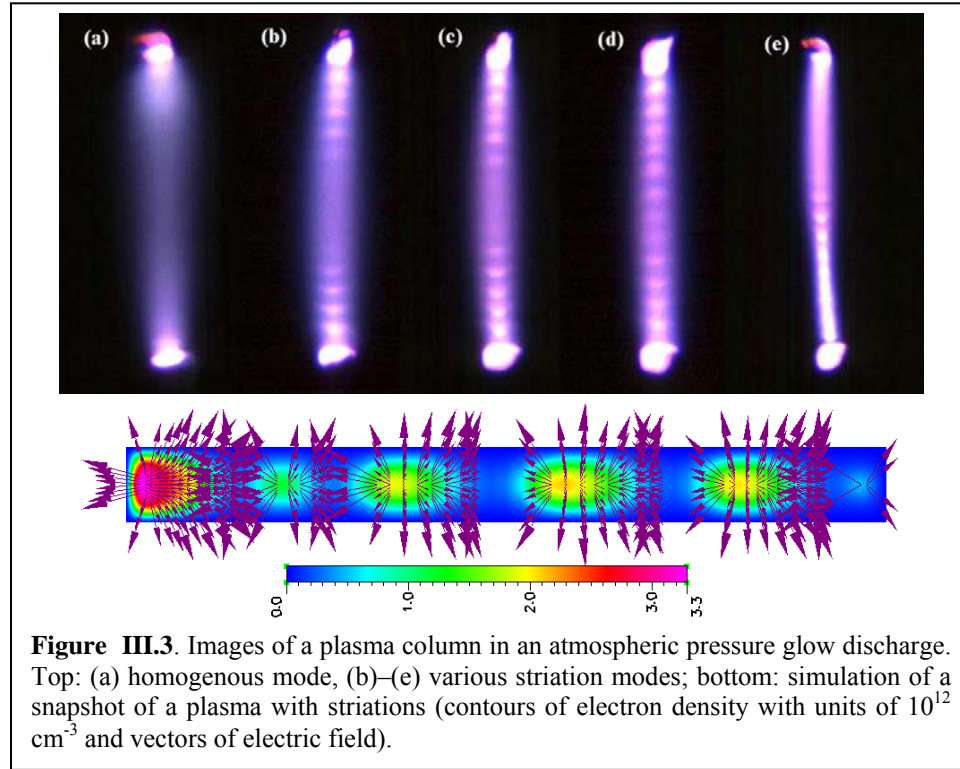 (a) (b) (c) (d) (e)
0.0 1.0 2.0 3.0 3.3
Figure III.3. Images of a plasma column in an atmospheric pressure glow discharge.
Top: (a) homogenous mode, (b)–(e) various striation modes; bottom: simulation of a
snapshot of a plasma with striations (contours of electron density with units of 10¹²
cm⁻³ and vectors of electric field).